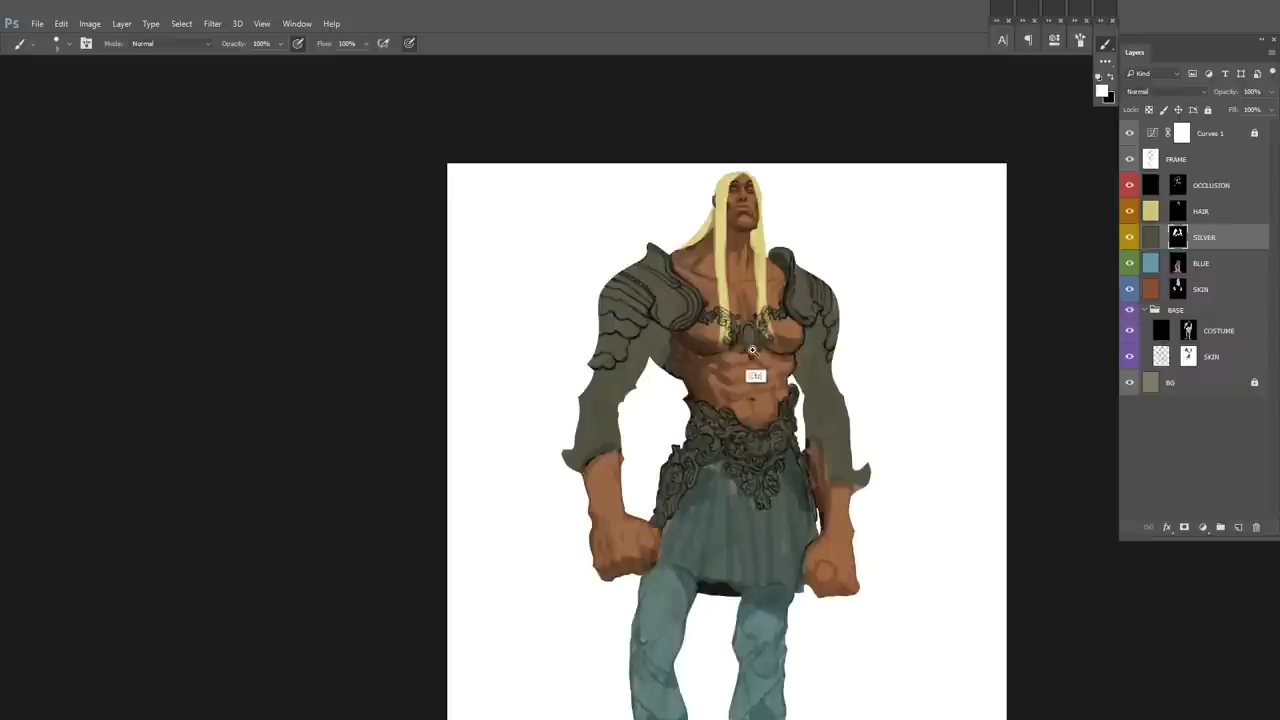 Ps File Edit Image Layer Type Select Filter 3D View Window Help
Mode: Normal Opacity: 100% Flow: 100%
Layers
Kind
Normal Opacity: 100%
Lock: Fill: 100%
Curves 1
FRAME
OCCLUSION
HAIR
SILVER
BLUE
SKIN
BASE
COSTUME
SKIN
BG